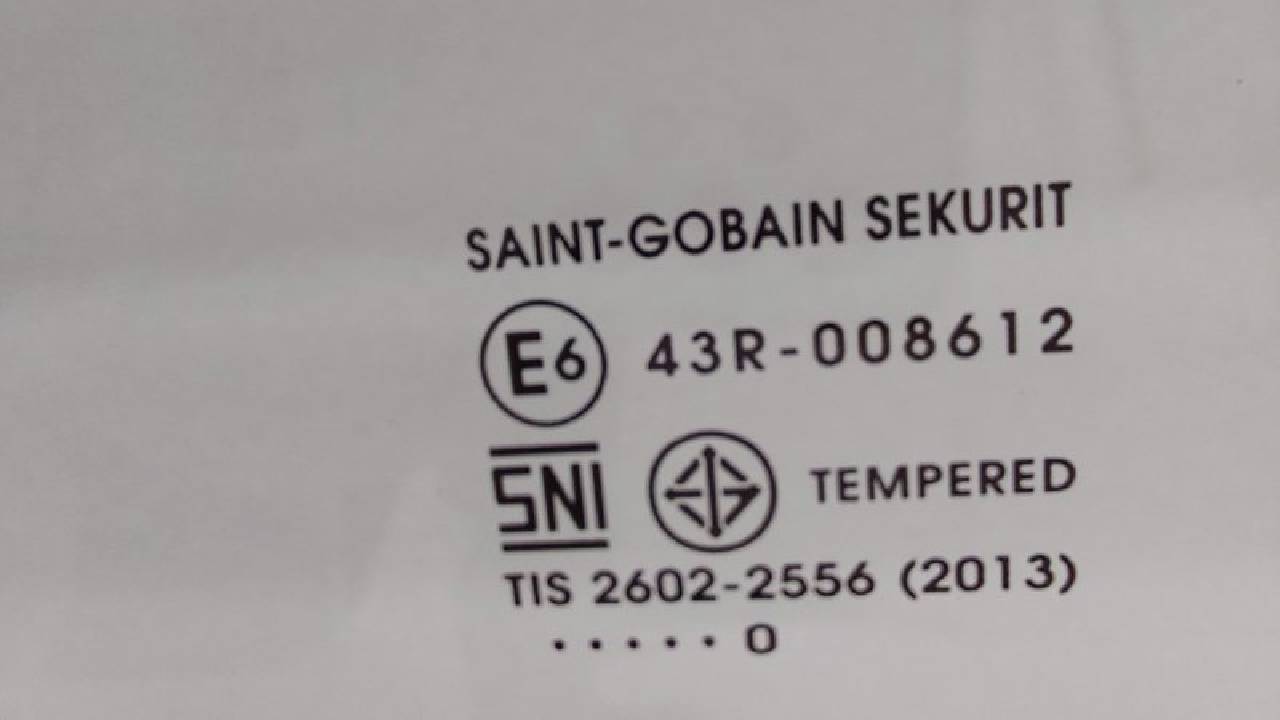 SAINT-GOBAIN SEKURIT
E6 43R-008612
SNI TEMPERED
TIS 2602-2556 (2013)
. . . . . 0